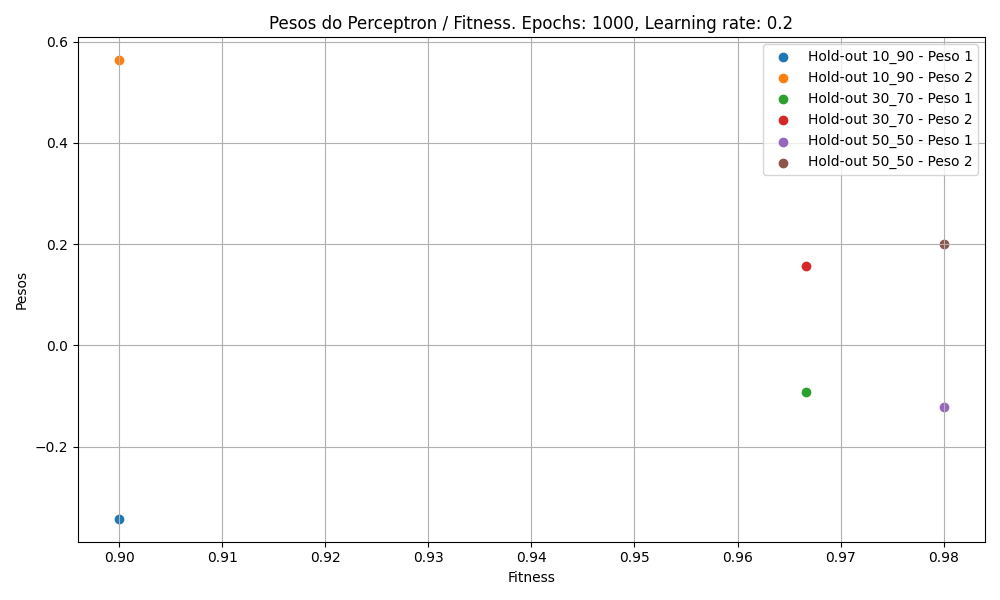 Pesos do Perceptron / Fitness. Epochs: 1000, Learning rate: 0.2
Hold-out 10_90 - Peso 1
Hold-out 10_90 - Peso 2
Hold-out 30_70 - Peso 1
Hold-out 30_70 - Peso 2
Hold-out 50_50 - Peso 1
Hold-out 50_50 - Peso 2
Pesos
0.6
0.4
0.2
0.0
−0.2
0.90 0.91 0.92 0.93 0.94 0.95 0.96 0.97 0.98
Fitness